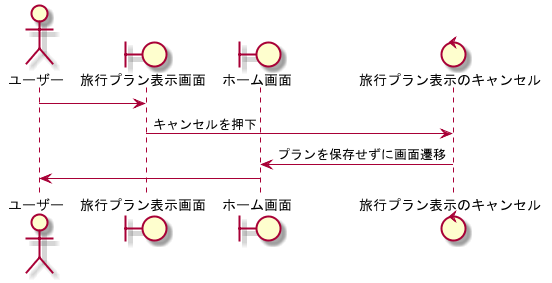 ユーザー 旅行プラン表示画面 ホーム画面 旅行プラン表示のキャンセル
キャンセルを押下
プランを保存せずに画面遷移
ユーザー 旅行プラン表示画面 ホーム画面 旅行プラン表示のキャンセル